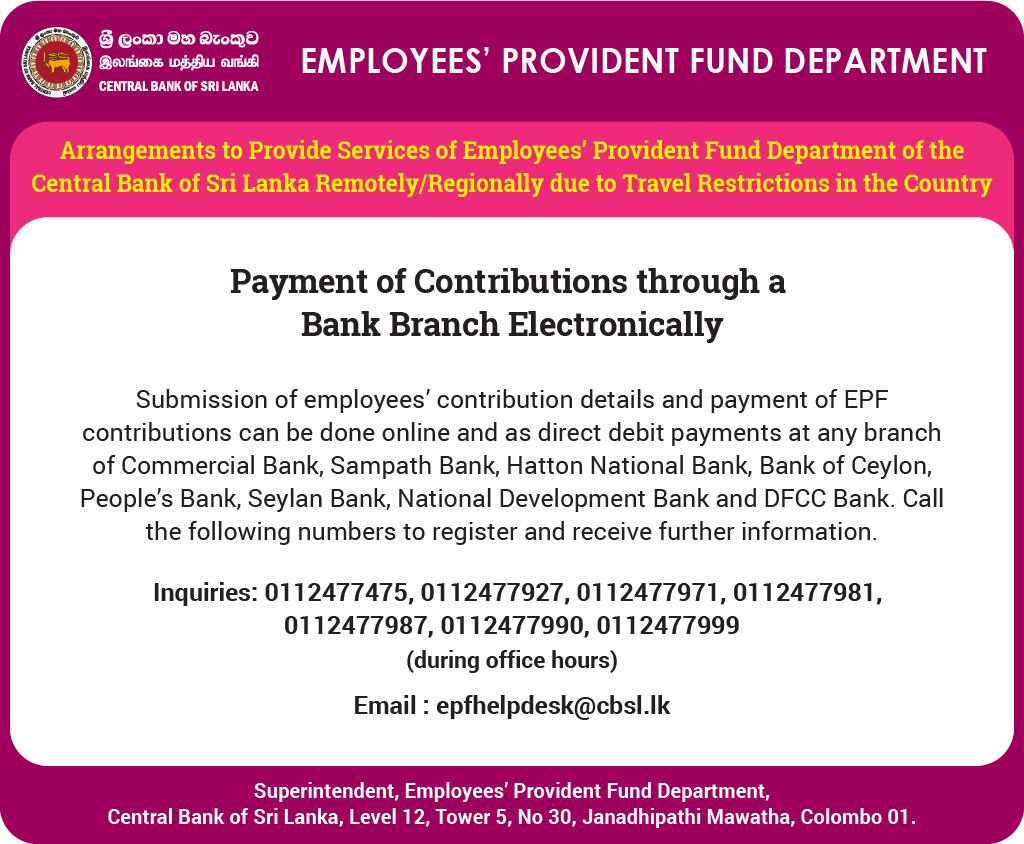 ශ්‍රී ලංකා මහ බැංකුව
இலங்கை மத்திய வங்கி
CENTRAL BANK OF SRI LANKA
EMPLOYEES’ PROVIDENT FUND DEPARTMENT
Arrangements to Provide Services of Employees’ Provident Fund Department of the
Central Bank of Sri Lanka Remotely/Regionally due to Travel Restrictions in the Country
Payment of Contributions through a
Bank Branch Electronically
Submission of employees’ contribution details and payment of EPF
contributions can be done online and as direct debit payments at any branch
of Commercial Bank, Sampath Bank, Hatton National Bank, Bank of Ceylon,
People’s Bank, Seylan Bank, National Development Bank and DFCC Bank. Call
the following numbers to register and receive further information.
Inquiries: 0112477475, 0112477927, 0112477971, 0112477981,
0112477987, 0112477990, 0112477999
(during office hours)
Email : epfhelpdesk@cbsl.lk
Superintendent, Employees’ Provident Fund Department,
Central Bank of Sri Lanka, Level 12, Tower 5, No 30, Janadhipathi Mawatha, Colombo 01.